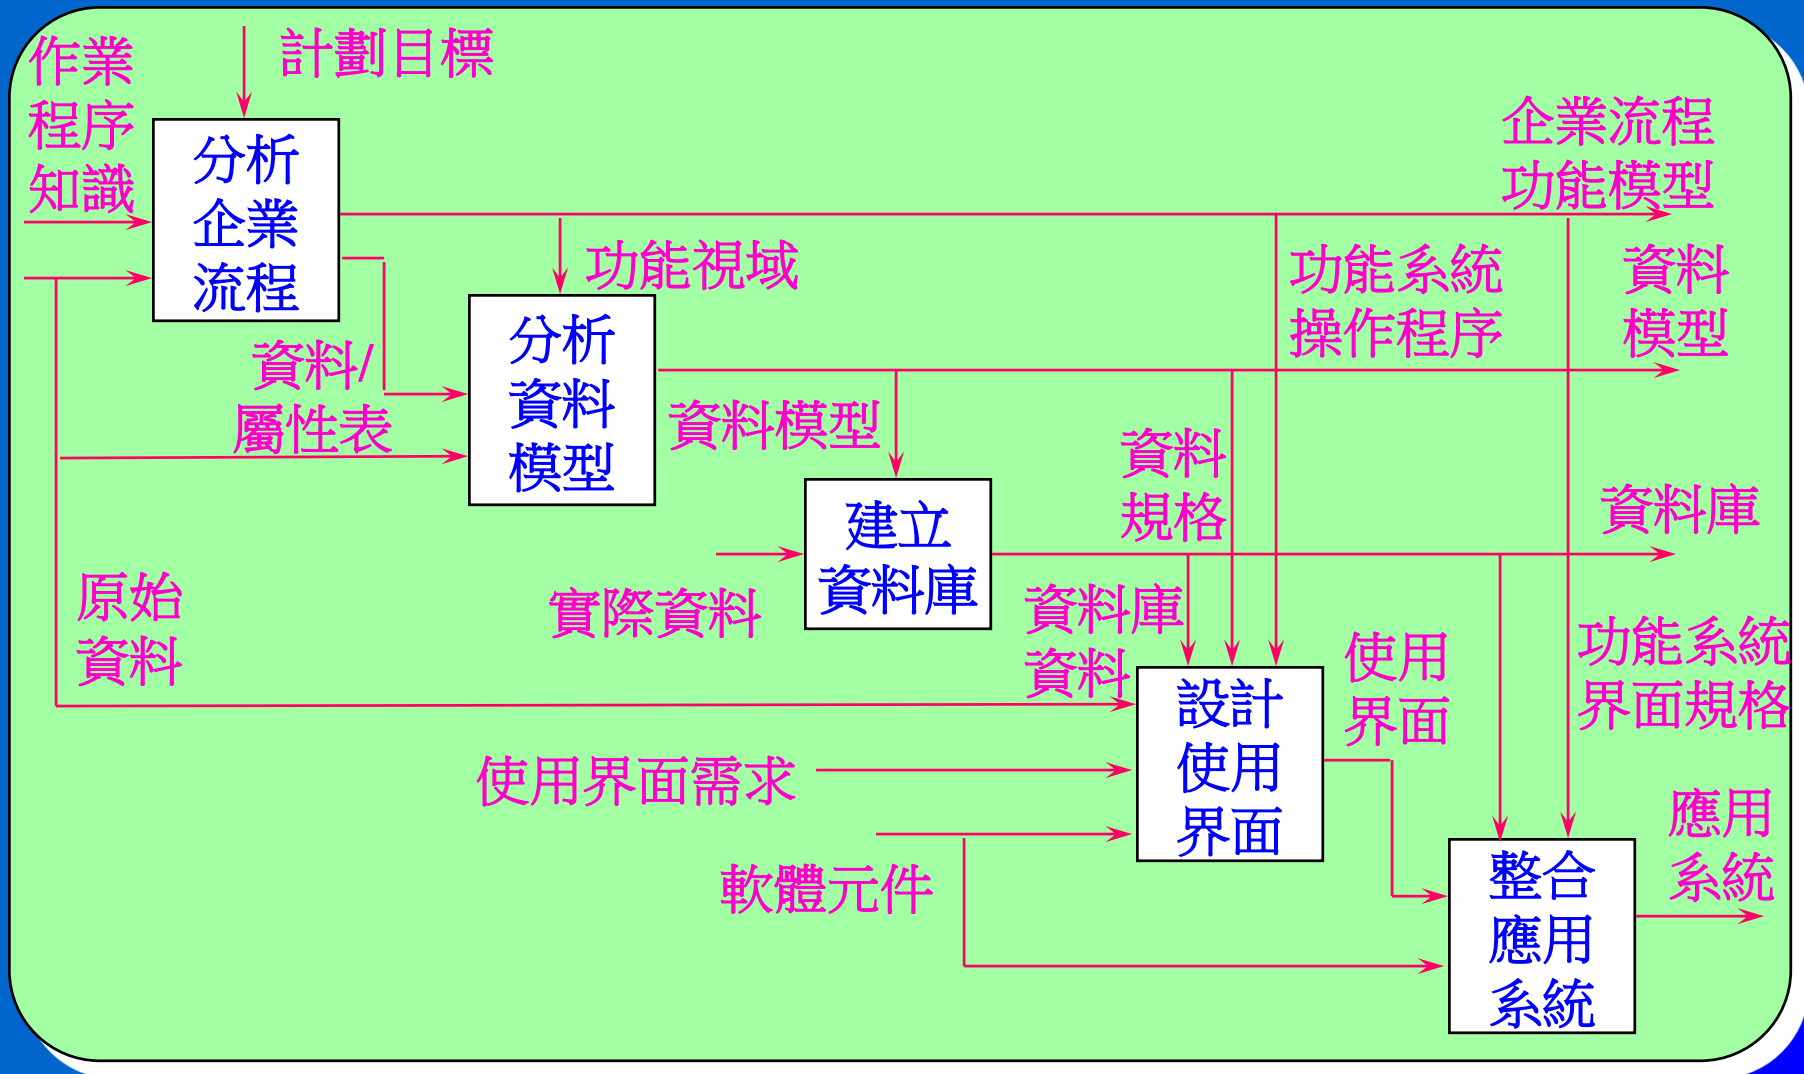 計劃目標
作業
程序
知識
分析
企業
流程
企業流程
功能模型
功能視域
功能系統
操作程序
資料
模型
資料/
屬性表
分析
資料
模型
資料模型
資料
規格
資料庫
建立
資料庫
原始
資料
實際資料
資料庫
資料
使用
界面
功能系統
界面規格
設計
使用
界面
使用界面需求
軟體元件
應用
系統
整合
應用
系統